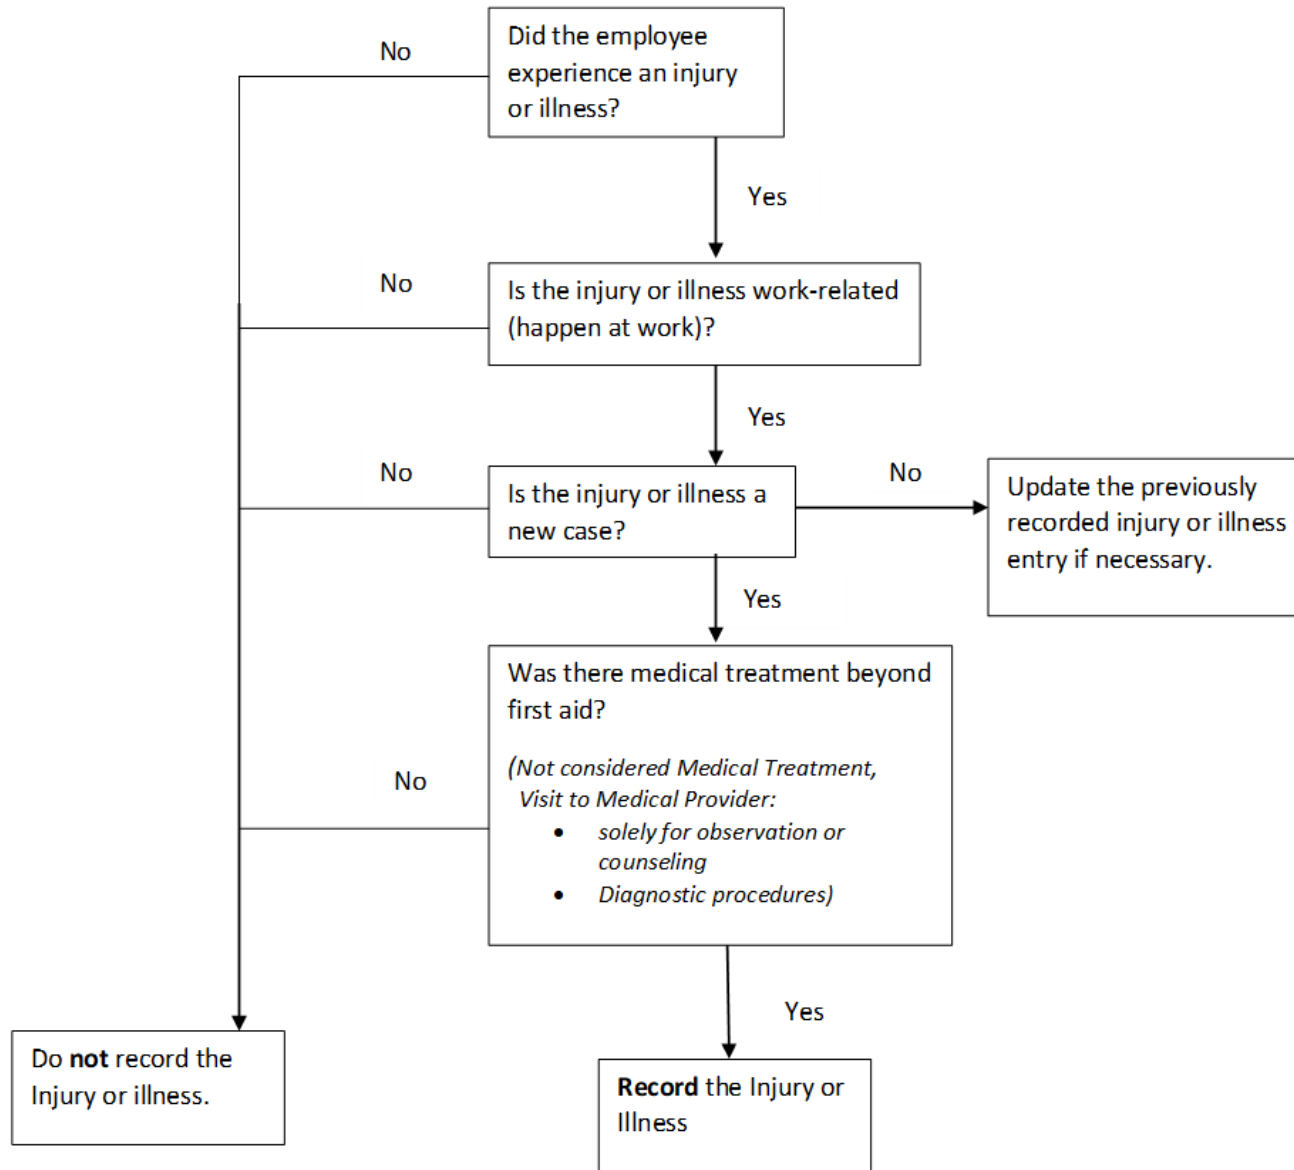 No
Did the employee
experience an injury
or illness?
Yes
No
Is the injury or illness work-related
(happen at work)?
Yes
No
Is the injury or illness a
new case?
No
Update the previously
recorded injury or illness
entry if necessary.
Yes
Was there medical treatment beyond
first aid?
(Not considered Medical Treatment,
Visit to Medical Provider:
• solely for observation or
counseling
• Diagnostic procedures)
No
Yes
Do not record the
Injury or illness.
Record the Injury or
Illness